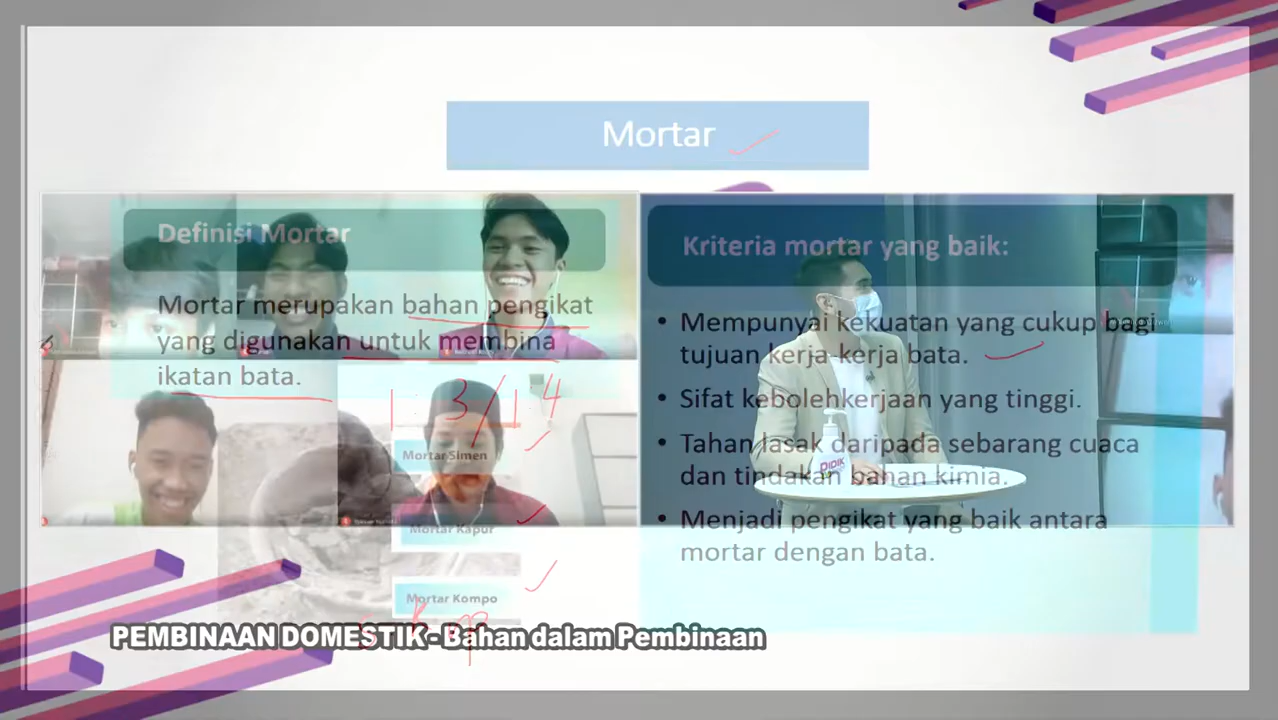 Mortar
Definisi Mortar
Mortar merupakan bahan pengikat
yang digunakan untuk membina
ikatan bata.
3/14
Mortar Simen
Mortar Kapur
Mortar Kompo
Kriteria mortar yang baik:
• Mempunyai kekuatan yang cukup bagi
tujuan kerja-kerja bata.
• Sifat kebolehkerjaan yang tinggi.
• Tahan lasak daripada sebarang cuaca
dan tindakan bahan kimia.
• Menjadi pengikat yang baik antara
mortar dengan bata.
DIDIK
PEMBINAAN DOMESTIK - Bahan dalam Pembinaan